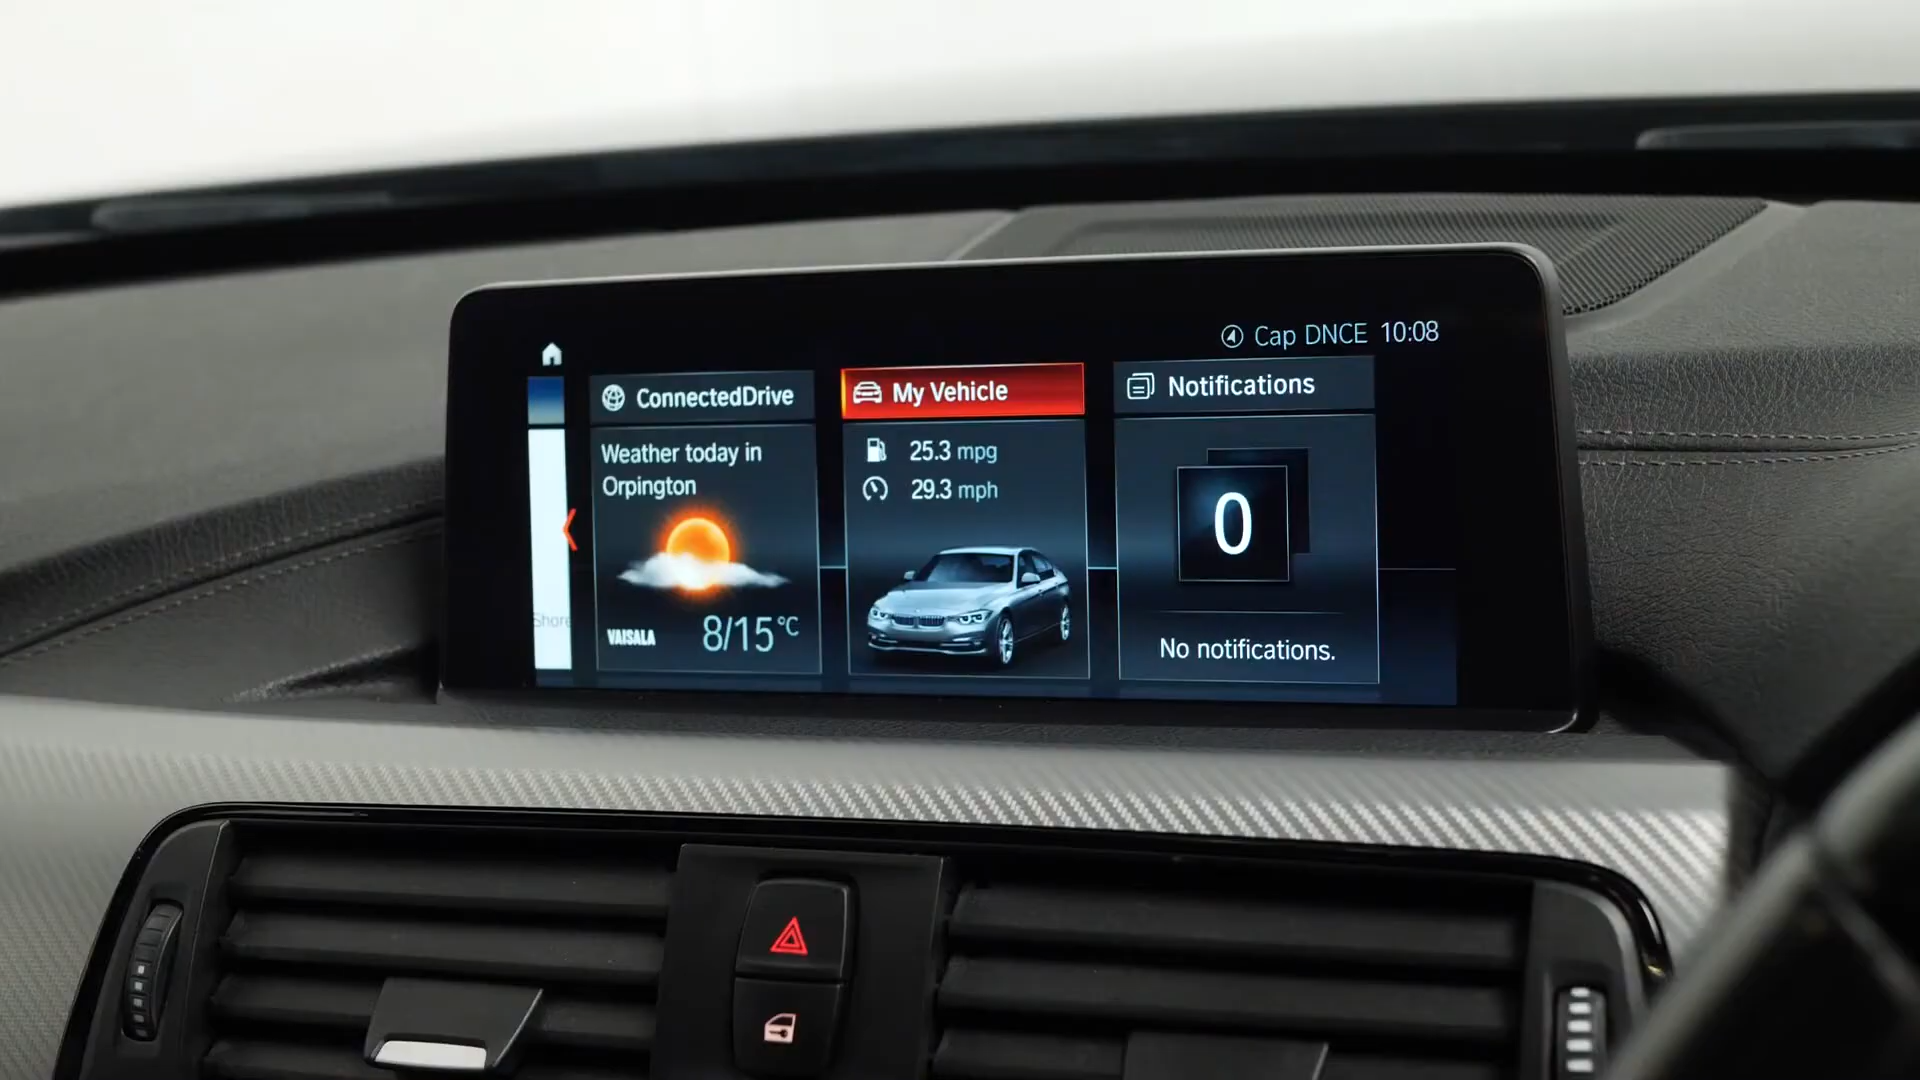 Cap DNCE 10:08
ConnectedDrive
Weather today in
Orpington
VAISALA 8/15°C
My Vehicle
25.3 mpg
29.3 mph
Notifications
0
No notifications.
Shore